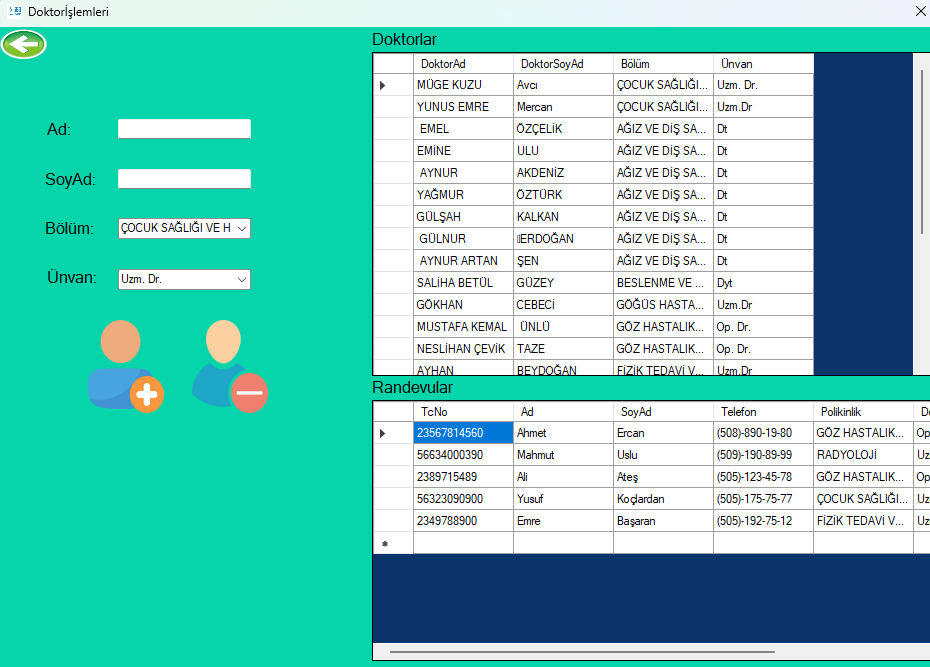 Doktorİşlemleri
Ad:
SoyAd:
Bölüm: ÇOCUK SAĞLIĞI VE H
Ünvan: Uzm. Dr.
Doktorlar
DoktorAd DoktorSoyAd Bölüm Ünvan
MÜGE KUZU Avcı ÇOCUK SAĞLIĞI... Uzm. Dr.
YUNUS EMRE Mercan ÇOCUK SAĞLIĞI... Uzm.Dr
EMEL ÖZÇELİK AĞIZ VE DİŞ SA... Dt
EMİNE ULU AĞIZ VE DİŞ SA... Dt
AYNUR AKDENİZ AĞIZ VE DİŞ SA... Dt
YAĞMUR ÖZTÜRK AĞIZ VE DİŞ SA... Dt
GÜLŞAH KALKAN AĞIZ VE DİŞ SA... Dt
GÜLNUR ERDOĞAN AĞIZ VE DİŞ SA... Dt
AYNUR ARTAN ŞEN AĞIZ VE DİŞ SA... Dt
SALİHA BETÜL GÜZEY BESLENME VE ... Dyt
GÖKHAN CEBECİ GÖĞÜS HASTA... Uzm.Dr
MUSTAFA KEMAL ÜNLÜ GÖZ HASTALIK... Op. Dr.
NESLİHAN ÇEVİK TAZE GÖZ HASTALIK... Op. Dr.
AYHAN BEYDOĞAN FİZİK TEDAVİ V... Uzm.Dr
Randevular
TcNo Ad SoyAd Telefon Polikinlik
23567814560 Ahmet Ercan (508)-890-19-80 GÖZ HASTALIK... Op
56634000390 Mahmut Uslu (509)-190-89-99 RADYOLOJİ Uz
2389715489 Ali Ateş (505)-123-45-78 GÖZ HASTALIK... Op
56323090900 Yusuf Koçlardan (505)-175-75-77 ÇOCUK SAĞLIĞI... Uz
2349788900 Emre Başaran (505)-192-75-12 FİZİK TEDAVİ V... Uz